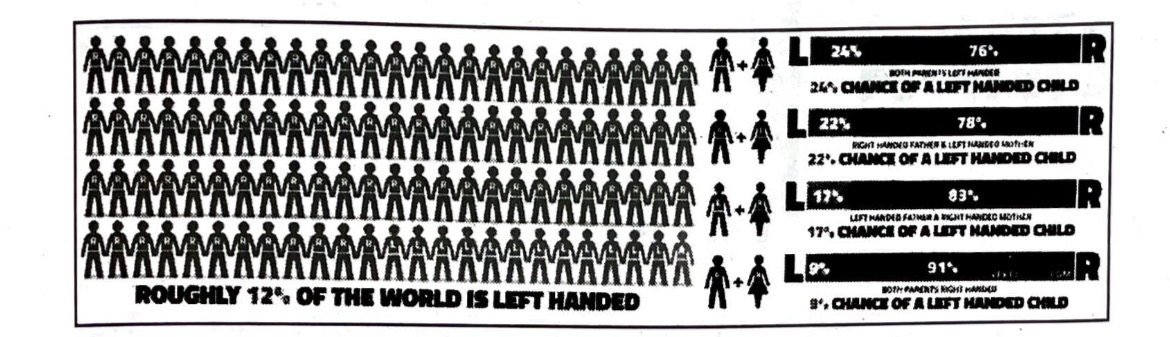 ROUGHLY 12% OF THE WORLD IS LEFT HANDED
L 24% 76% R
BOTH PARENTS LEFT HANDED
24% CHANCE OF A LEFT HANDED CHILD
L 22% 78% R
RIGHT HANDED FATHER & LEFT HANDED MOTHER
22% CHANCE OF A LEFT HANDED CHILD
L 17% 83% R
LEFT HANDED FATHER & RIGHT HANDED MOTHER
17% CHANCE OF A LEFT HANDED CHILD
L 9% 91% R
BOTH PARENTS RIGHT HANDED
9% CHANCE OF A LEFT HANDED CHILD